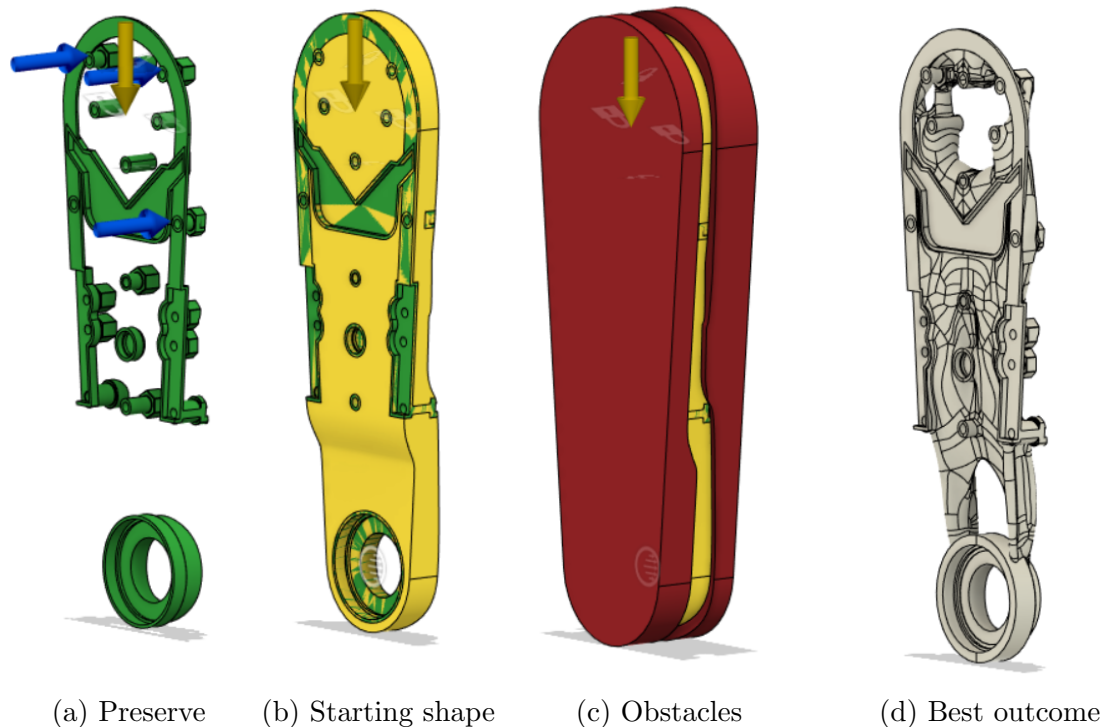 (a) Preserve
(b) Starting shape
(c) Obstacles
(d) Best outcome